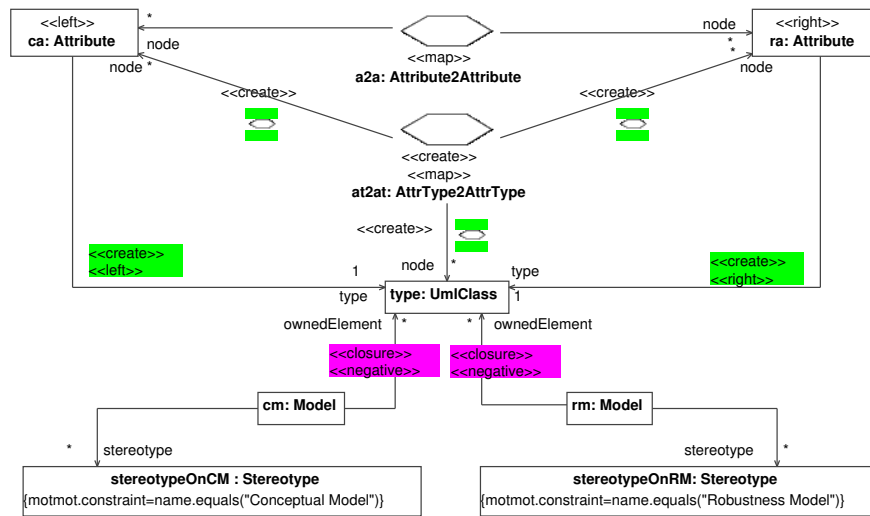 <<left>>
ca: Attribute
*
node
node *
<<map>>
a2a: Attribute2Attribute
node
*
*
node
<<right>>
ra: Attribute
<<create>>
<<create>>
<<create>>
<<map>>
at2at: AttrType2AttrType
<<create>>
node *
<<create>>
<<left>>
<<create>>
<<right>>
1
type
type
1
type: UmlClass
ownedElement *
* ownedElement
<<closure>>
<<negative>>
<<closure>>
<<negative>>
cm: Model
rm: Model
* stereotype
stereotype *
stereotypeOnCM : Stereotype
{motmot.constraint=name.equals("Conceptual Model")}
stereotypeOnRM: Stereotype
{motmot.constraint=name.equals("Robustness Model")}